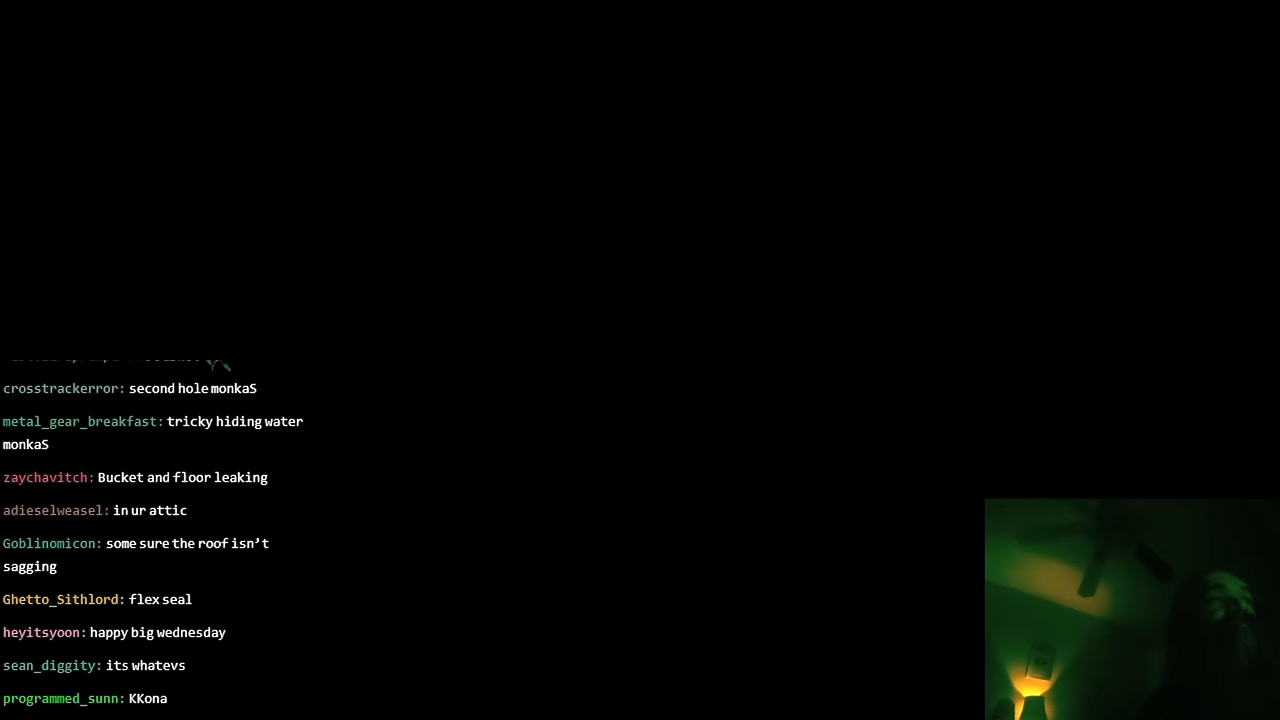 crosstrackerror: second hole monkaS
metal_gear_breakfast: tricky hiding water
monkaS
zaychavitch: Bucket and floor leaking
adieselweasel: in ur attic
Goblinomicon: some sure the roof isn’t
sagging
Ghetto_Sithlord: flex seal
heyitsyoon: happy big wednesday
sean_diggity: its whatevs
programmed_sunn: KKona